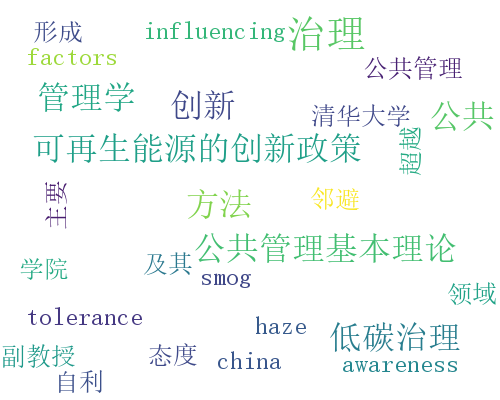 形成
influencing
治理
factors
公共管理
管理学
创新
清华大学
公共
可再生能源的创新政策
超越
主要
方法
邻避
公共管理基本理论
学院
及其
smog
领域
tolerance
haze
低碳治理
副教授
态度
china
awareness
自利